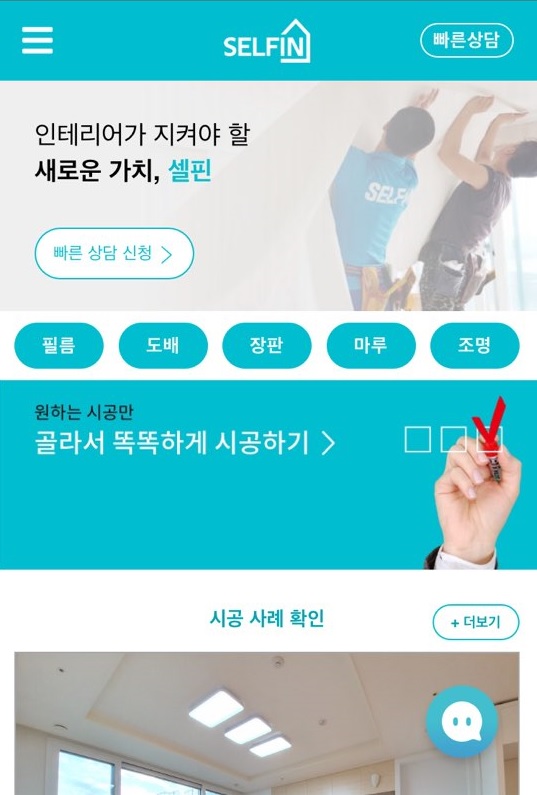 SELFIN
빠른상담
인테리어가 지켜야 할
새로운 가치, 셀핀
SELF
빠른 상담 신청 >
필름
도배
장판
마루
조명
원하는 시공만
골라서 똑똑하게 시공하기 >
시공 사례 확인
+ 더보기